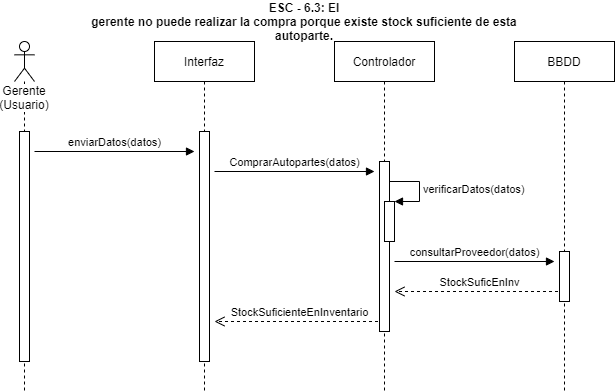 ESC - 6.3: El
gerente no puede realizar la compra porque existe stock suficiente de esta
autoparte.
Interfaz
Controlador
BBDD
Gerente
(Usuario)
enviarDatos(datos)
ComprarAutopartes(datos)
verificarDatos(datos)
consultarProveedor(datos)
StockSuficEnInv
StockSuficienteEnInventario